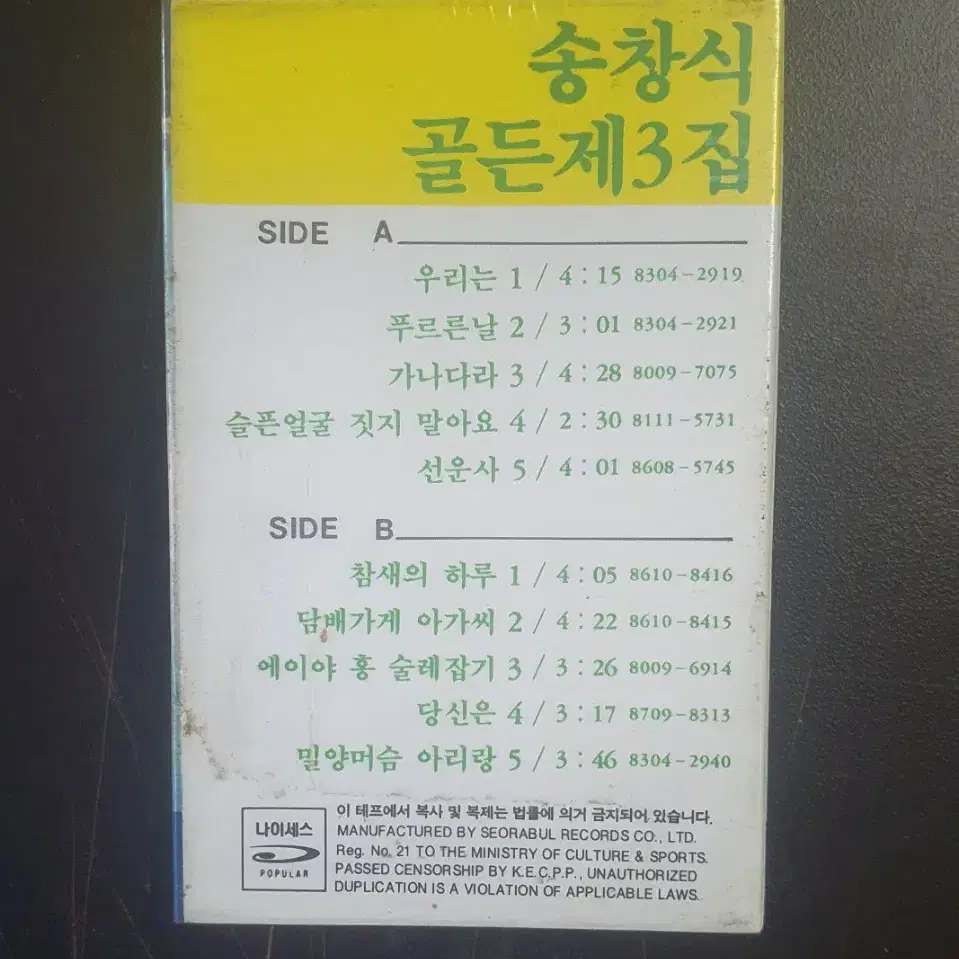 송창식
골든제3집
SIDE A
우리는 1 / 4 : 15 8304-2919
푸르른날 2 / 3 : 01 8304-2921
가나다라 3 / 4 : 28 8009-7075
슬픈얼굴 짓지 말아요 4 / 2 : 30 8111-5731
선운사 5 / 4 : 01 8608-5745
SIDE B
참새의 하루 1 / 4 : 05 8610-8416
담배가게 아가씨 2 / 4 : 22 8610-8415
에이야 홍 술레잡기 3 / 3 : 26 8009-6914
당신은 4 / 3 : 17 8709-8313
밀양머슴 아리랑 5 / 3 : 46 8304-2940
나이세스
POPULAR
이 테프에서 복사 및 복제는 법률에 의거 금지되어 있습니다.
MANUFACTURED BY SEORABUL RECORDS CO., LTD.
Reg. No. 21 TO THE MINISTRY OF CULTURE & SPORTS.
PASSED CENSORSHIP BY K.E.C.P.P., UNAUTHORIZED
DUPLICATION IS A VIOLATION OF APPLICABLE LAWS.